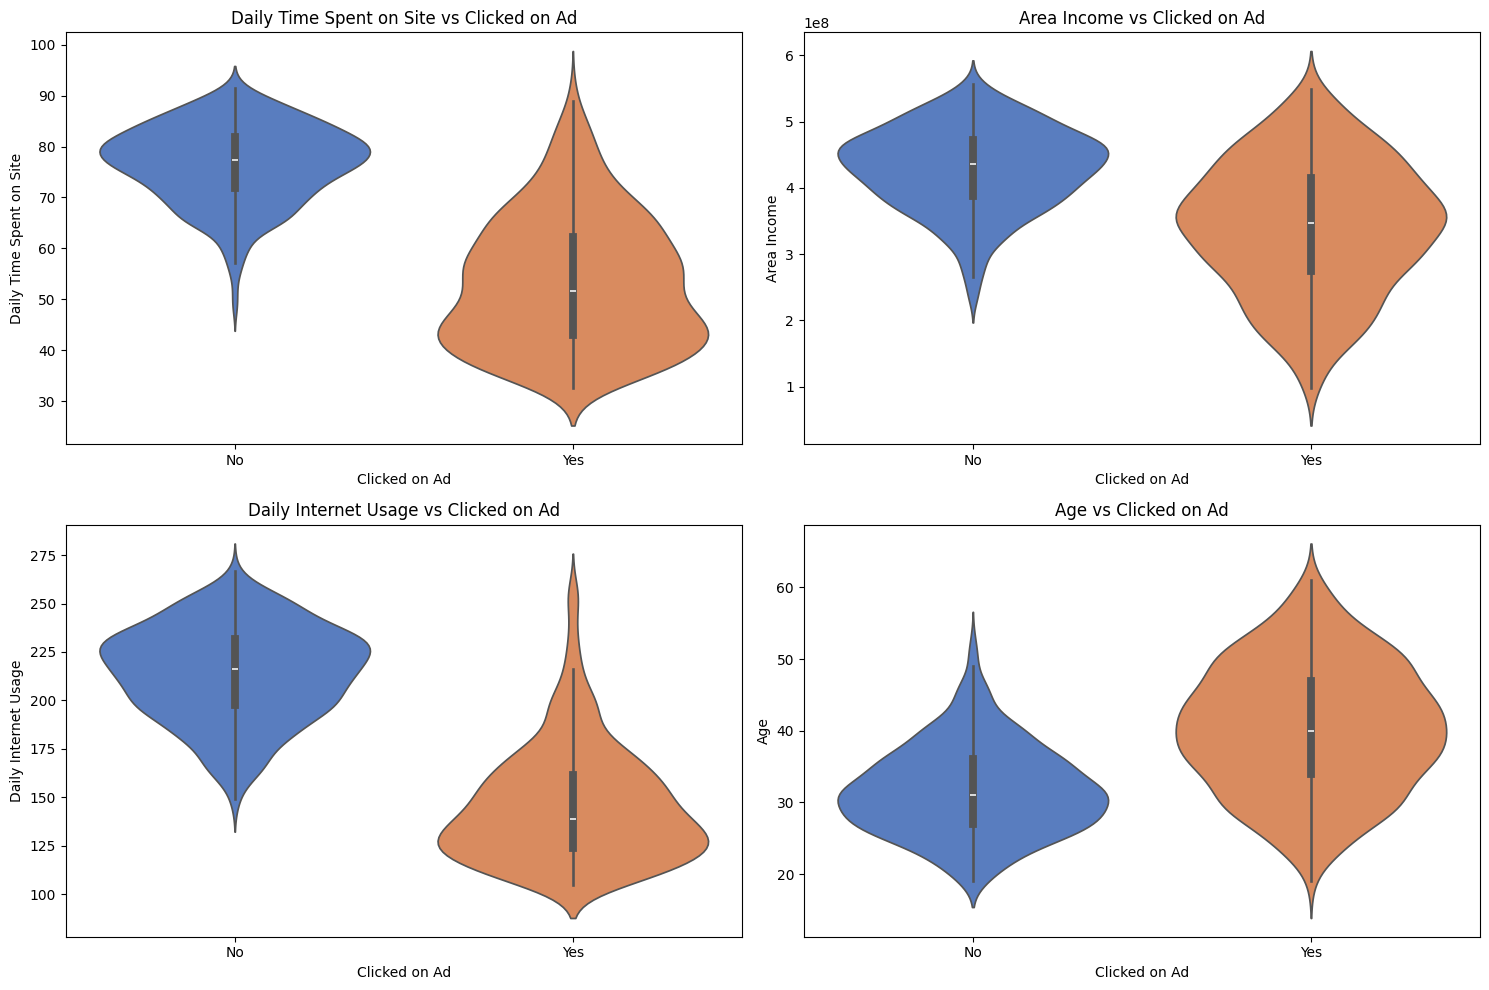 Daily Time Spent on Site vs Clicked on Ad
Daily Time Spent on Site
100
90
80
70
60
50
40
30
No Yes
Clicked on Ad
Area Income vs Clicked on Ad
1e8
Area Income
6
5
4
3
2
1
No Yes
Clicked on Ad
Daily Internet Usage vs Clicked on Ad
Daily Internet Usage
275
250
225
200
175
150
125
100
No Yes
Clicked on Ad
Age vs Clicked on Ad
Age
60
50
40
30
20
No Yes
Clicked on Ad